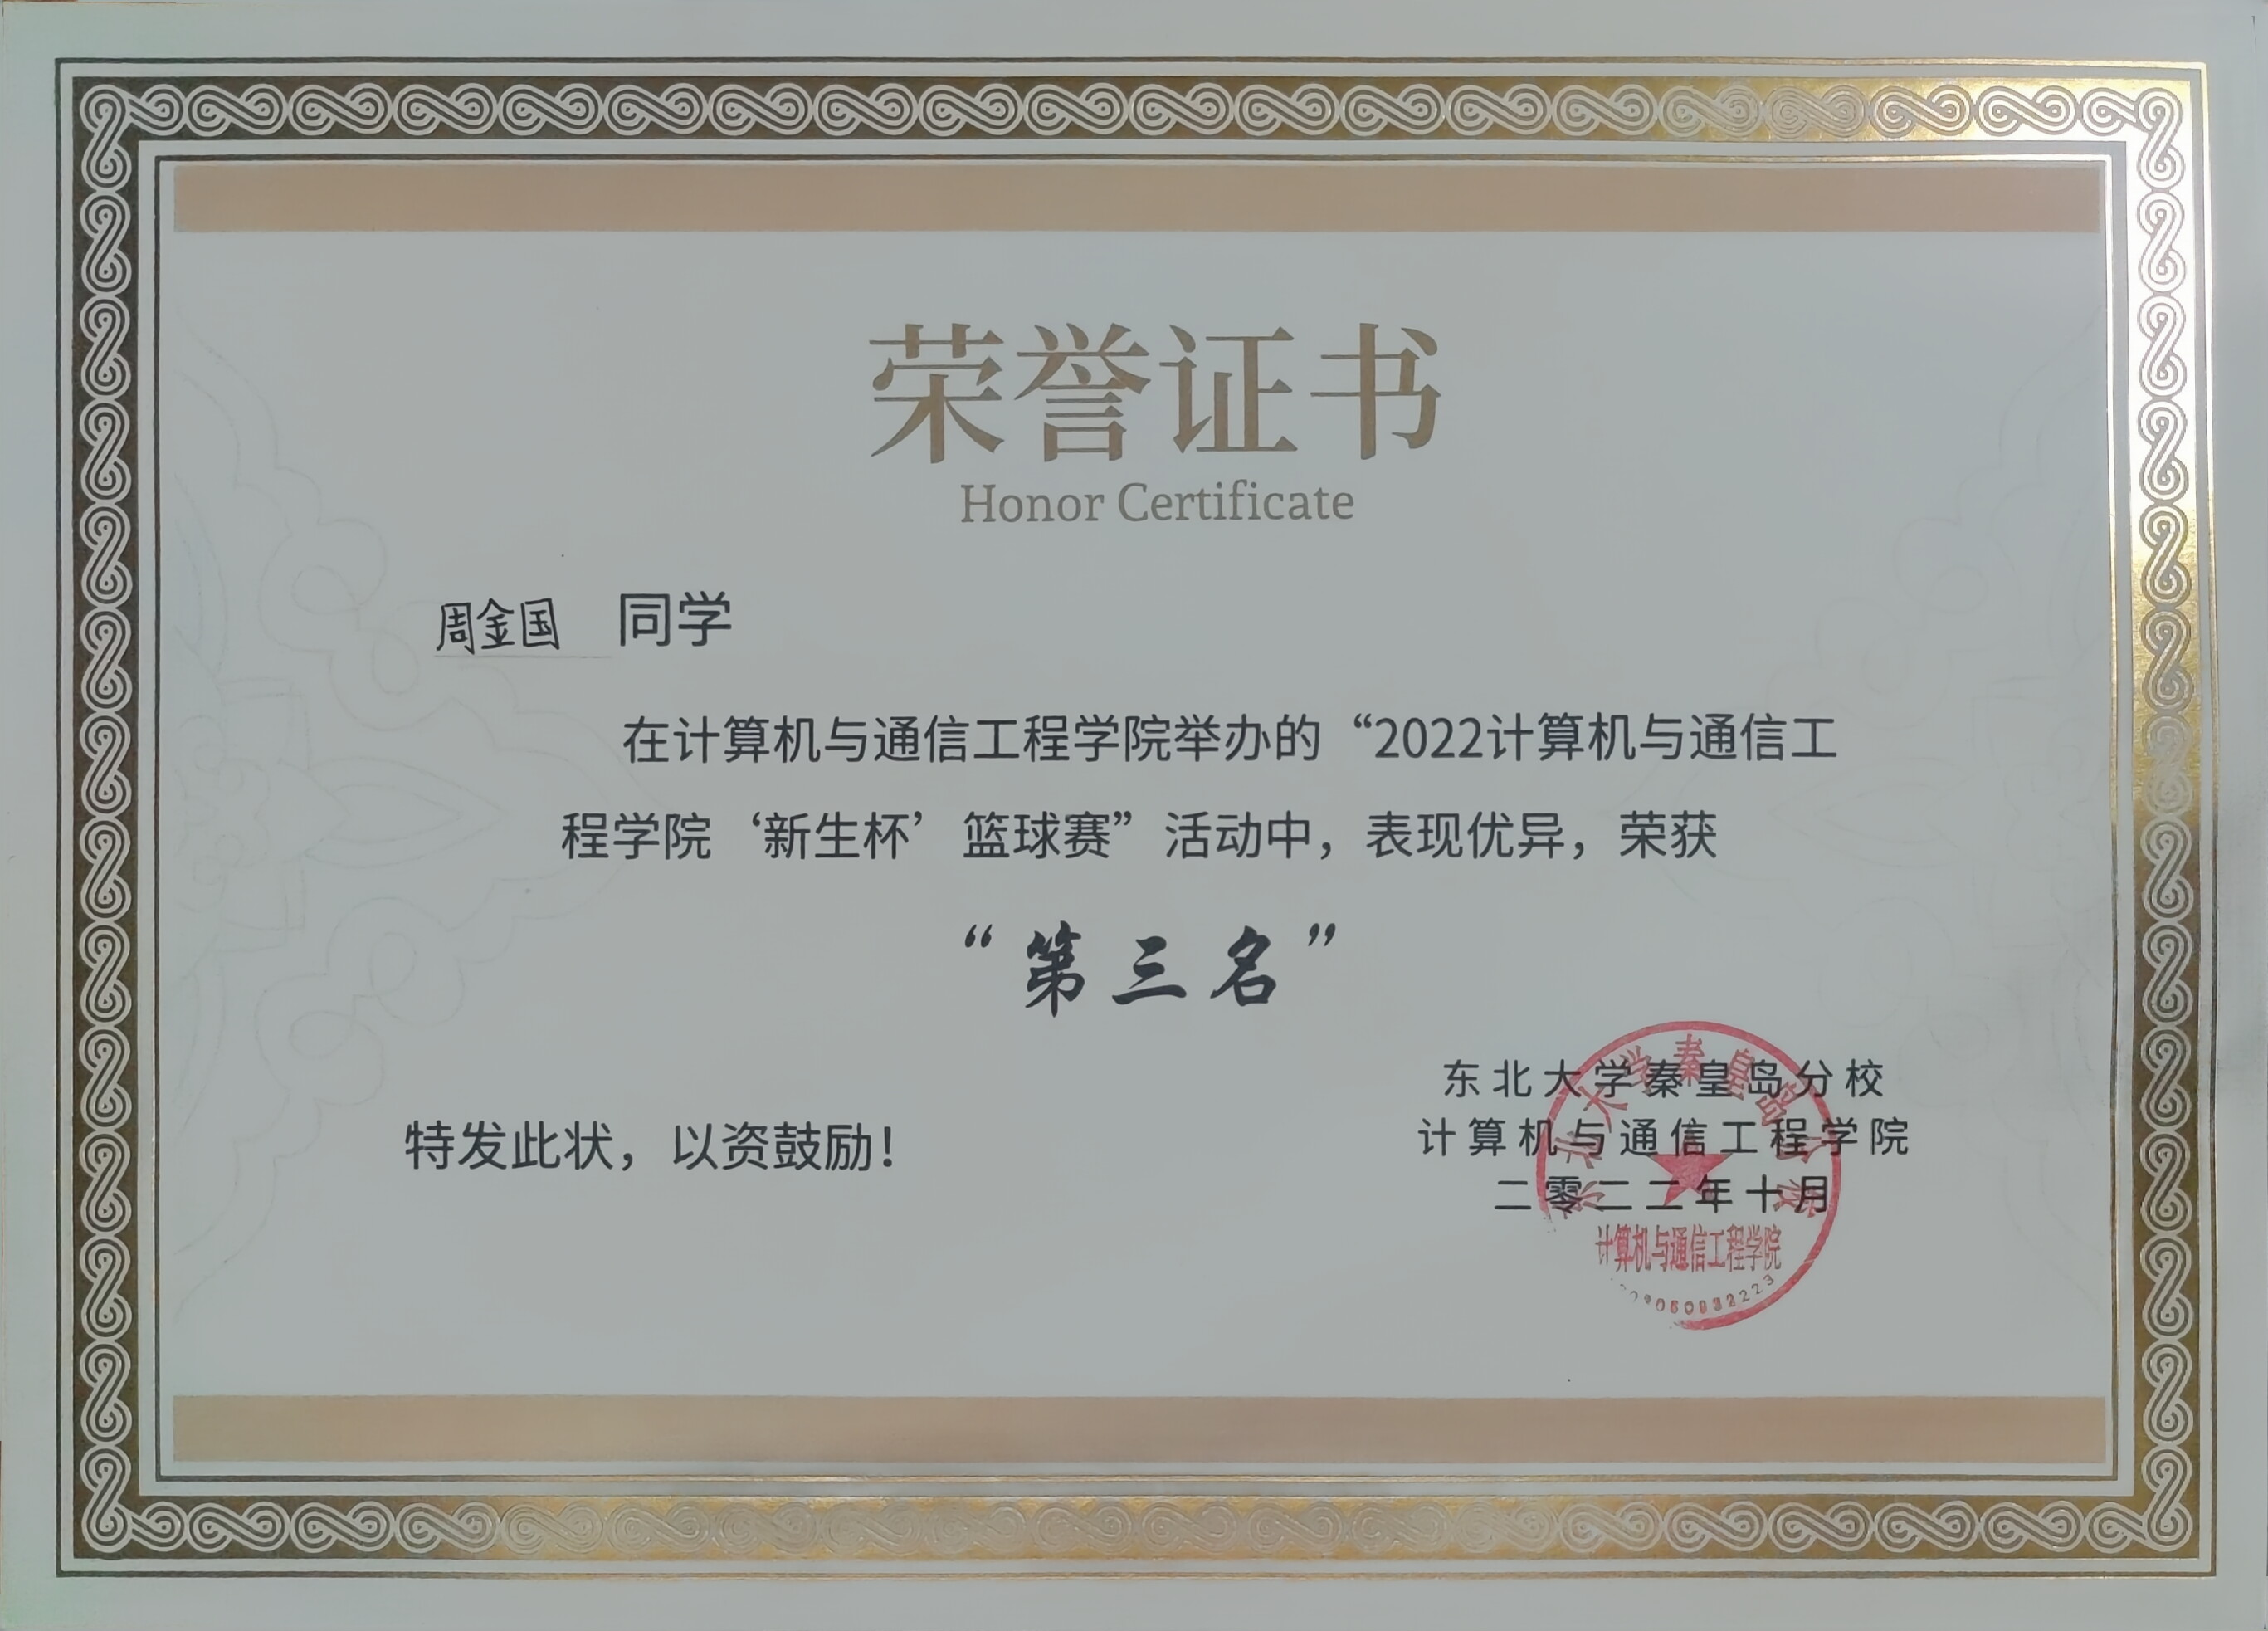 荣誉证书
Honor Certificate
周金国 同学
在计算机与通信工程学院举办的“2022计算机与通信工
程学院‘新生杯’篮球赛”活动中，表现优异，荣获
“第三名”
特发此状，以资鼓励！
东北大学秦皇岛分校
计算机与通信工程学院
二零二二年十月
东北大学秦皇岛分校
计算机与通信工程学院